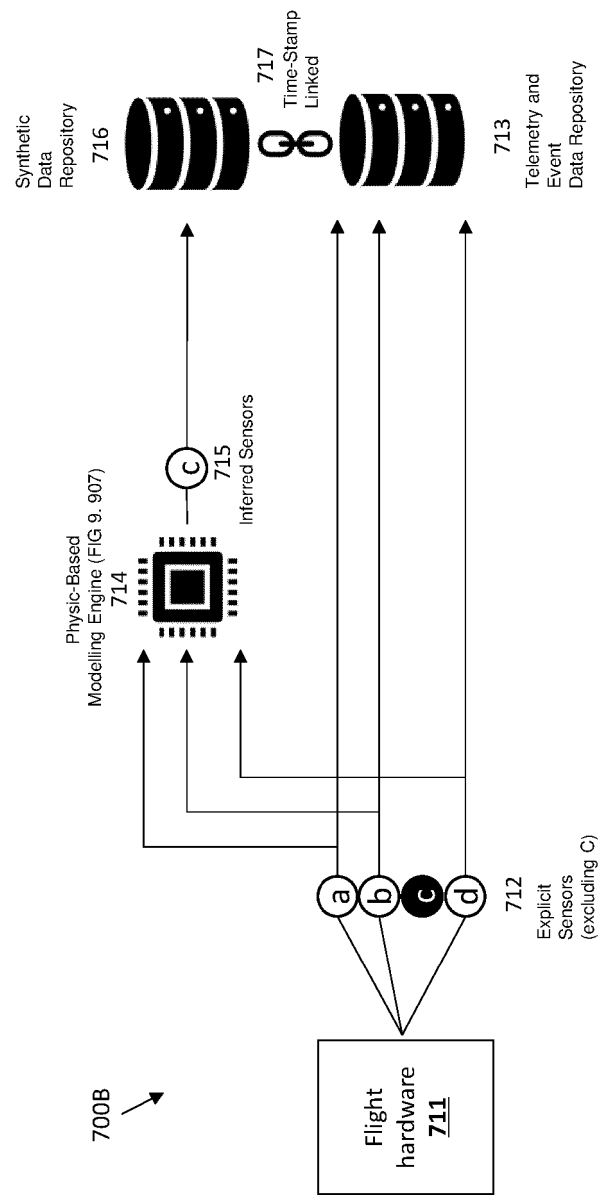 700B
Flight
hardware
711
a
b
c
d
712
Explicit
Sensors
(excluding C)
Physic-Based
Modelling Engine (FIG 9. 907)
714
c
715
Inferred Sensors
Synthetic
Data
Repository
716
717
Time-Stamp
Linked
713
Telemetry and
Event
Data Repository